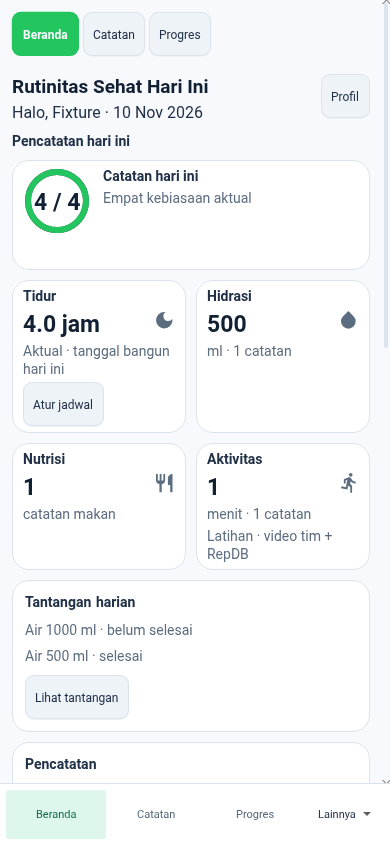 Beranda
Catatan
Progres
Rutinitas Sehat Hari Ini
Halo, Fixture · 10 Nov 2026
Profil
Pencatatan hari ini
4 / 4
Catatan hari ini
Empat kebiasaan aktual
Tidur
4.0 jam
Aktual · tanggal bangun
hari ini
Atur jadwal
Hidrasi
500
ml · 1 catatan
Nutrisi
1
catatan makan
Aktivitas
1
menit · 1 catatan
Latihan · video tim +
RepDB
Tantangan harian
Air 1000 ml · belum selesai
Air 500 ml · selesai
Lihat tantangan
Pencatatan
Beranda
Catatan
Progres
Lainnya